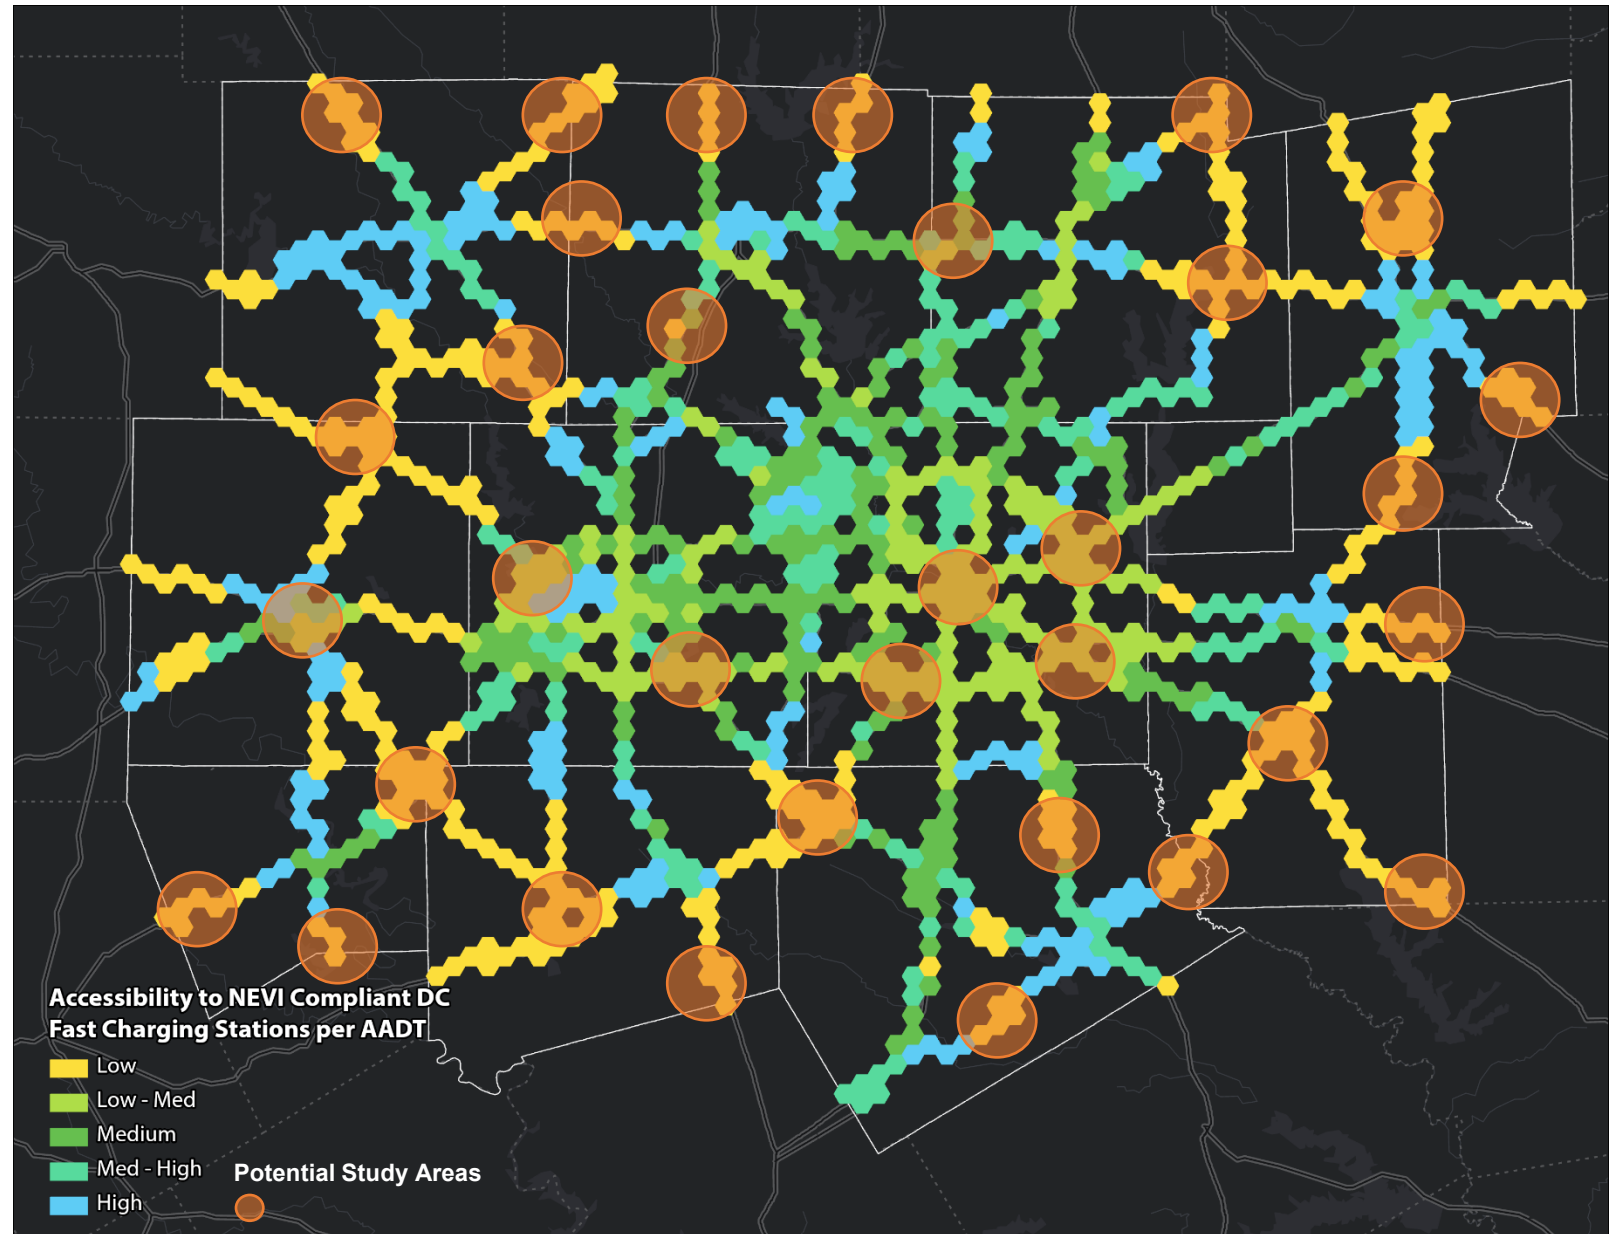 Accessibility to NEVI Compliant DC
Fast Charging Stations per AADT
Low
Low - Med
Medium
Med - High
High
Potential Study Areas